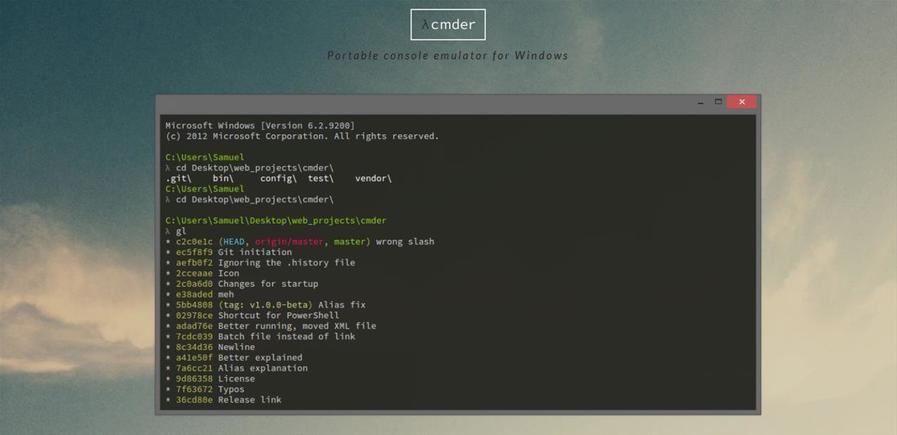 λcmder
Portable console emulator for Windows
Microsoft Windows [Version 6.2.9200]
(c) 2012 Microsoft Corporation. All rights reserved.
C:\Users\Samuel
λ cd Desktop\web_projects\cmder\
.git\ bin\ config\ test\ vendor\
C:\Users\Samuel
λ cd Desktop\web_projects\cmder\
C:\Users\Samuel\Desktop\web_projects\cmder
λ gl
* c2c0e1c (HEAD, origin/master, master) wrong slash
* ec5f8f9 Git initiation
* aefb0f2 Ignoring the .history file
* 2cceaae Icon
* 2c0a6d0 Changes for startup
* e38aded meh
* 5bb4808 (tag: v1.0.0-beta) Alias fix
* 02978ce Shortcut for PowerShell
* adad76e Better running, moved XML file
* 7cdc039 Batch file instead of link
* 8c34d36 Newline
* a41e50f Better explained
* 7a6cc21 Alias explanation
* 9d86358 License
* 7f63672 Typos
* 36cd80e Release link